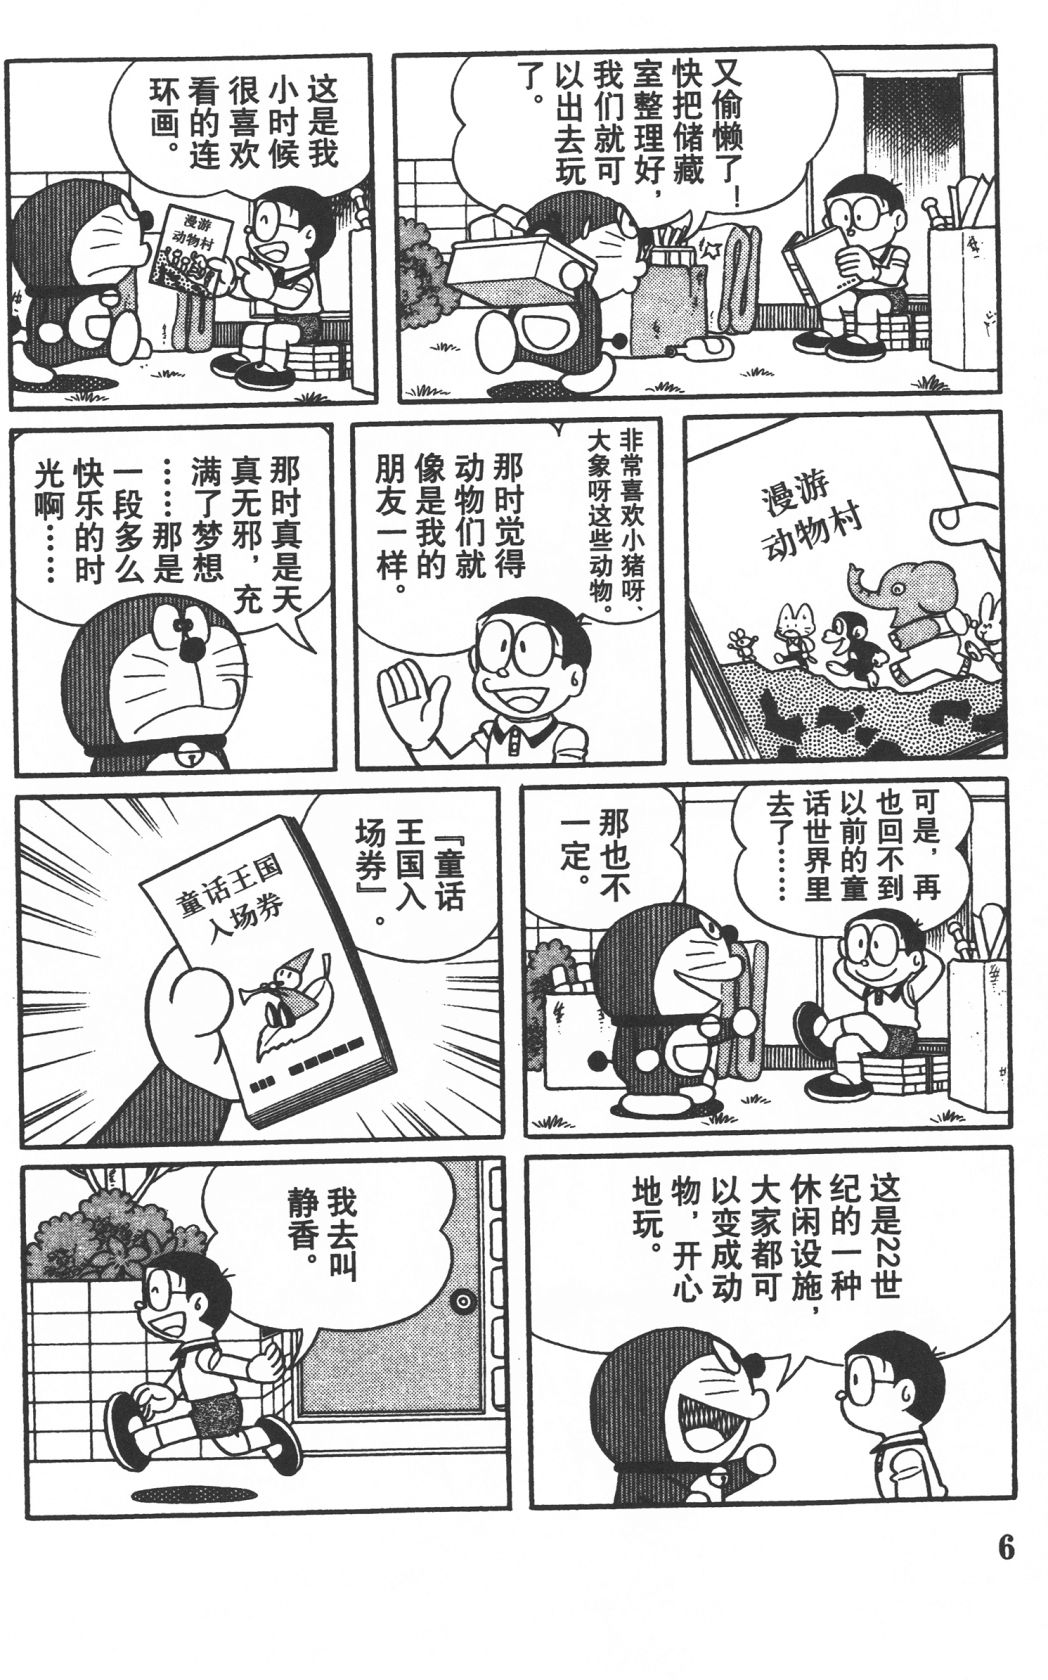 又偷懒了！
快把储藏
室整理好，
我们就可
以出去玩
了。
这是我
小时候
很喜欢
看的连
环画。
漫游
动物村
漫游
动物村
非常喜欢小猪呀、
大象呀这些动物。
那时觉得
动物们就
像是我的
朋友一样。
那时真是天
真无邪，充
满了梦想
……那是
一段多么
快乐的时
光啊……
可是，再
也回不到
以前的童
话世界里
去了……
那也不
一定。
『童话
王国入
场券』。
童话王国
入场券
这是22世
纪的一种
休闲设施，
大家都可
以变成动
物，开心
地玩。
我去叫
静香。
6